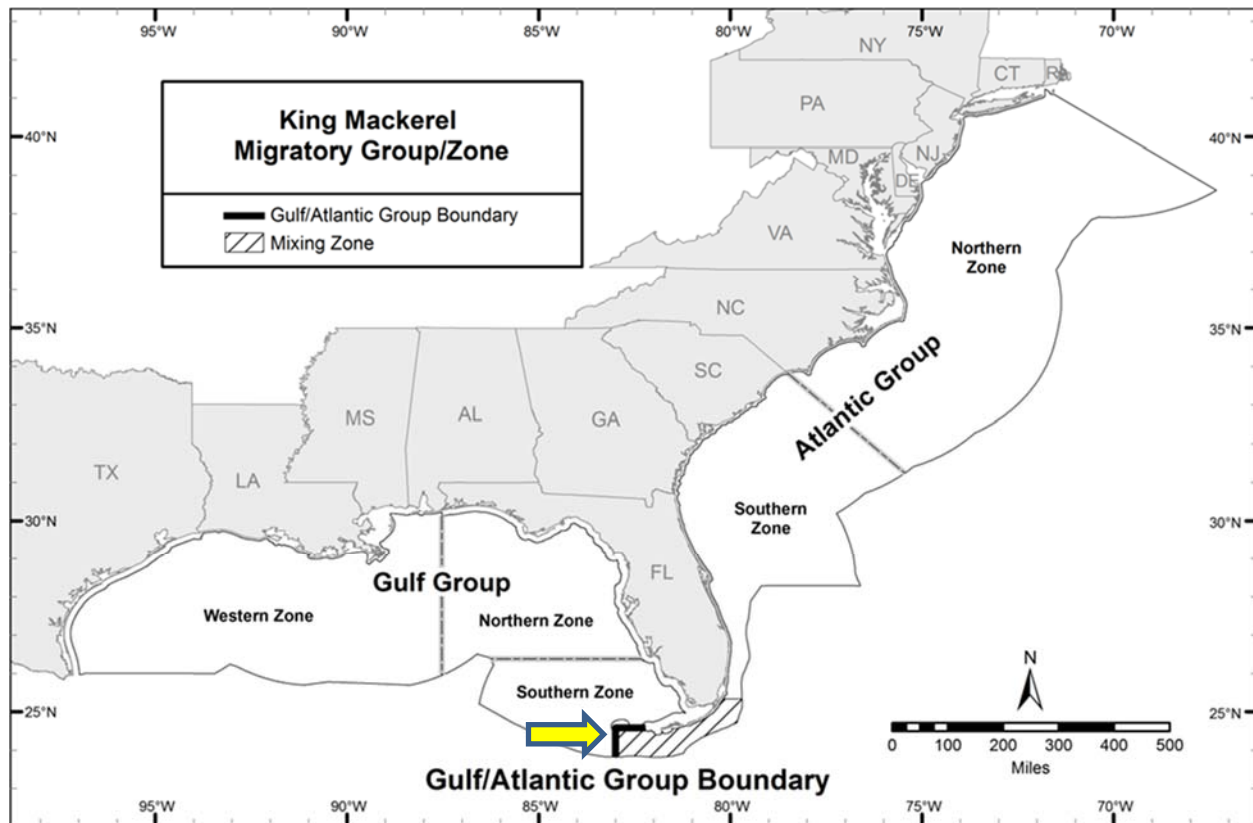 95°W 90°W 85°W 80°W 75°W 70°W
King Mackerel
Migratory Group/Zone
Gulf/Atlantic Group Boundary
Mixing Zone
NY
CT
RI
PA
40°N
40°N
NJ
MD
DE
VA
Northern
Zone
NC
35°N
35°N
SC
Atlantic Group
MS
AL
GA
TX
LA
Southern
Zone
30°N
30°N
FL
Gulf Group
Western Zone
Northern Zone
N
Southern Zone
25°N
25°N
0 100 200 300 400 500
Miles
Gulf/Atlantic Group Boundary
95°W 90°W 85°W 80°W 75°W 70°W